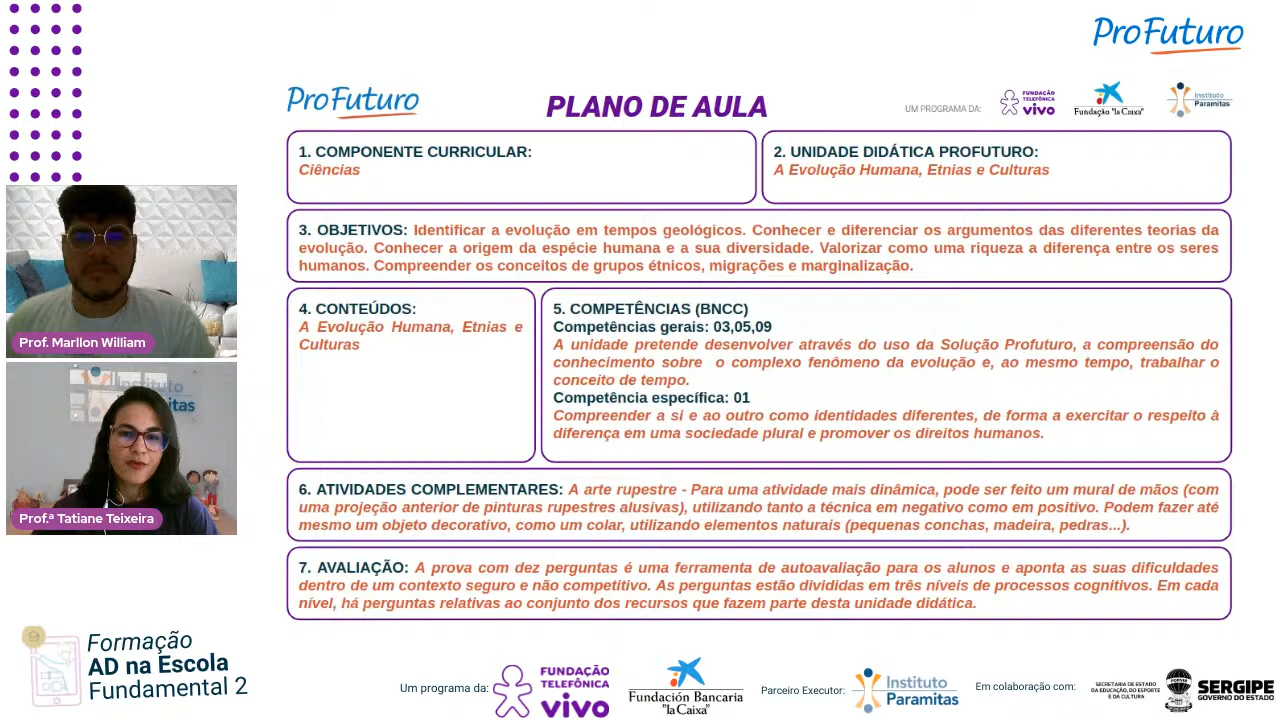 ProFuturo
ProFuturo
PLANO DE AULA
UM PROGRAMA DA:
FUNDAÇÃO
TELEFÔNICA
vivo
Fundação "la Caixa"
Instituto
Paramitas
1. COMPONENTE CURRICULAR:
Ciências
2. UNIDADE DIDÁTICA PROFUTURO:
A Evolução Humana, Etnias e Culturas
3. OBJETIVOS: Identificar a evolução em tempos geológicos. Conhecer e diferenciar os argumentos das diferentes teorias da
evolução. Conhecer a origem da espécie humana e a sua diversidade. Valorizar como uma riqueza a diferença entre os seres
humanos. Compreender os conceitos de grupos étnicos, migrações e marginalização.
4. CONTEÚDOS:
A Evolução Humana, Etnias e
Culturas
5. COMPETÊNCIAS (BNCC)
Competências gerais: 03,05,09
A unidade pretende desenvolver através do uso da Solução Profuturo, a compreensão do
conhecimento sobre o complexo fenômeno da evolução e, ao mesmo tempo, trabalhar o
conceito de tempo.
Competência específica: 01
Compreender a si e ao outro como identidades diferentes, de forma a exercitar o respeito à
diferença em uma sociedade plural e promover os direitos humanos.
6. ATIVIDADES COMPLEMENTARES: A arte rupestre - Para uma atividade mais dinâmica, pode ser feito um mural de mãos (com
uma projeção anterior de pinturas rupestres alusivas), utilizando tanto a técnica em negativo como em positivo. Podem fazer até
mesmo um objeto decorativo, como um colar, utilizando elementos naturais (pequenas conchas, madeira, pedras...).
7. AVALIAÇÃO: A prova com dez perguntas é uma ferramenta de autoavaliação para os alunos e aponta as suas dificuldades
dentro de um contexto seguro e não competitivo. As perguntas estão divididas em três níveis de processos cognitivos. Em cada
nível, há perguntas relativas ao conjunto dos recursos que fazem parte desta unidade didática.
Prof. Marllon William
Instituto
Prof.ª Tatiane Teixeira
Formação
AD na Escola
Fundamental 2
Um programa da:
FUNDAÇÃO
TELEFÔNICA
vivo
Fundación Bancaria
"la Caixa"
Parceiro Executor:
Instituto
Paramitas
Em colaboração com:
SECRETARIA DE ESTADO
DA EDUCAÇÃO, DO ESPORTE
E DA CULTURA
SERGIPE
GOVERNO DO ESTADO